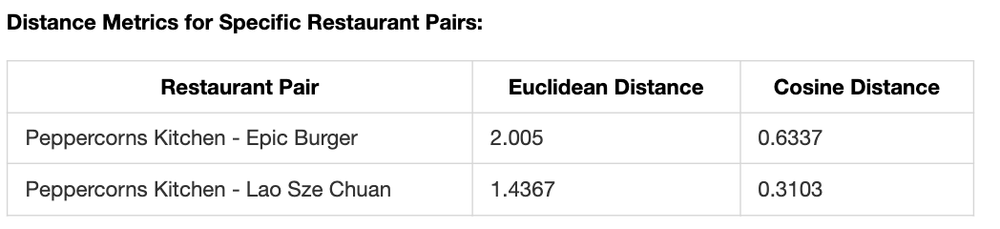 Distance Metrics for Specific Restaurant Pairs:
Restaurant Pair Euclidean Distance Cosine Distance
Peppercorns Kitchen - Epic Burger 2.005 0.6337
Peppercorns Kitchen - Lao Sze Chuan 1.4367 0.3103